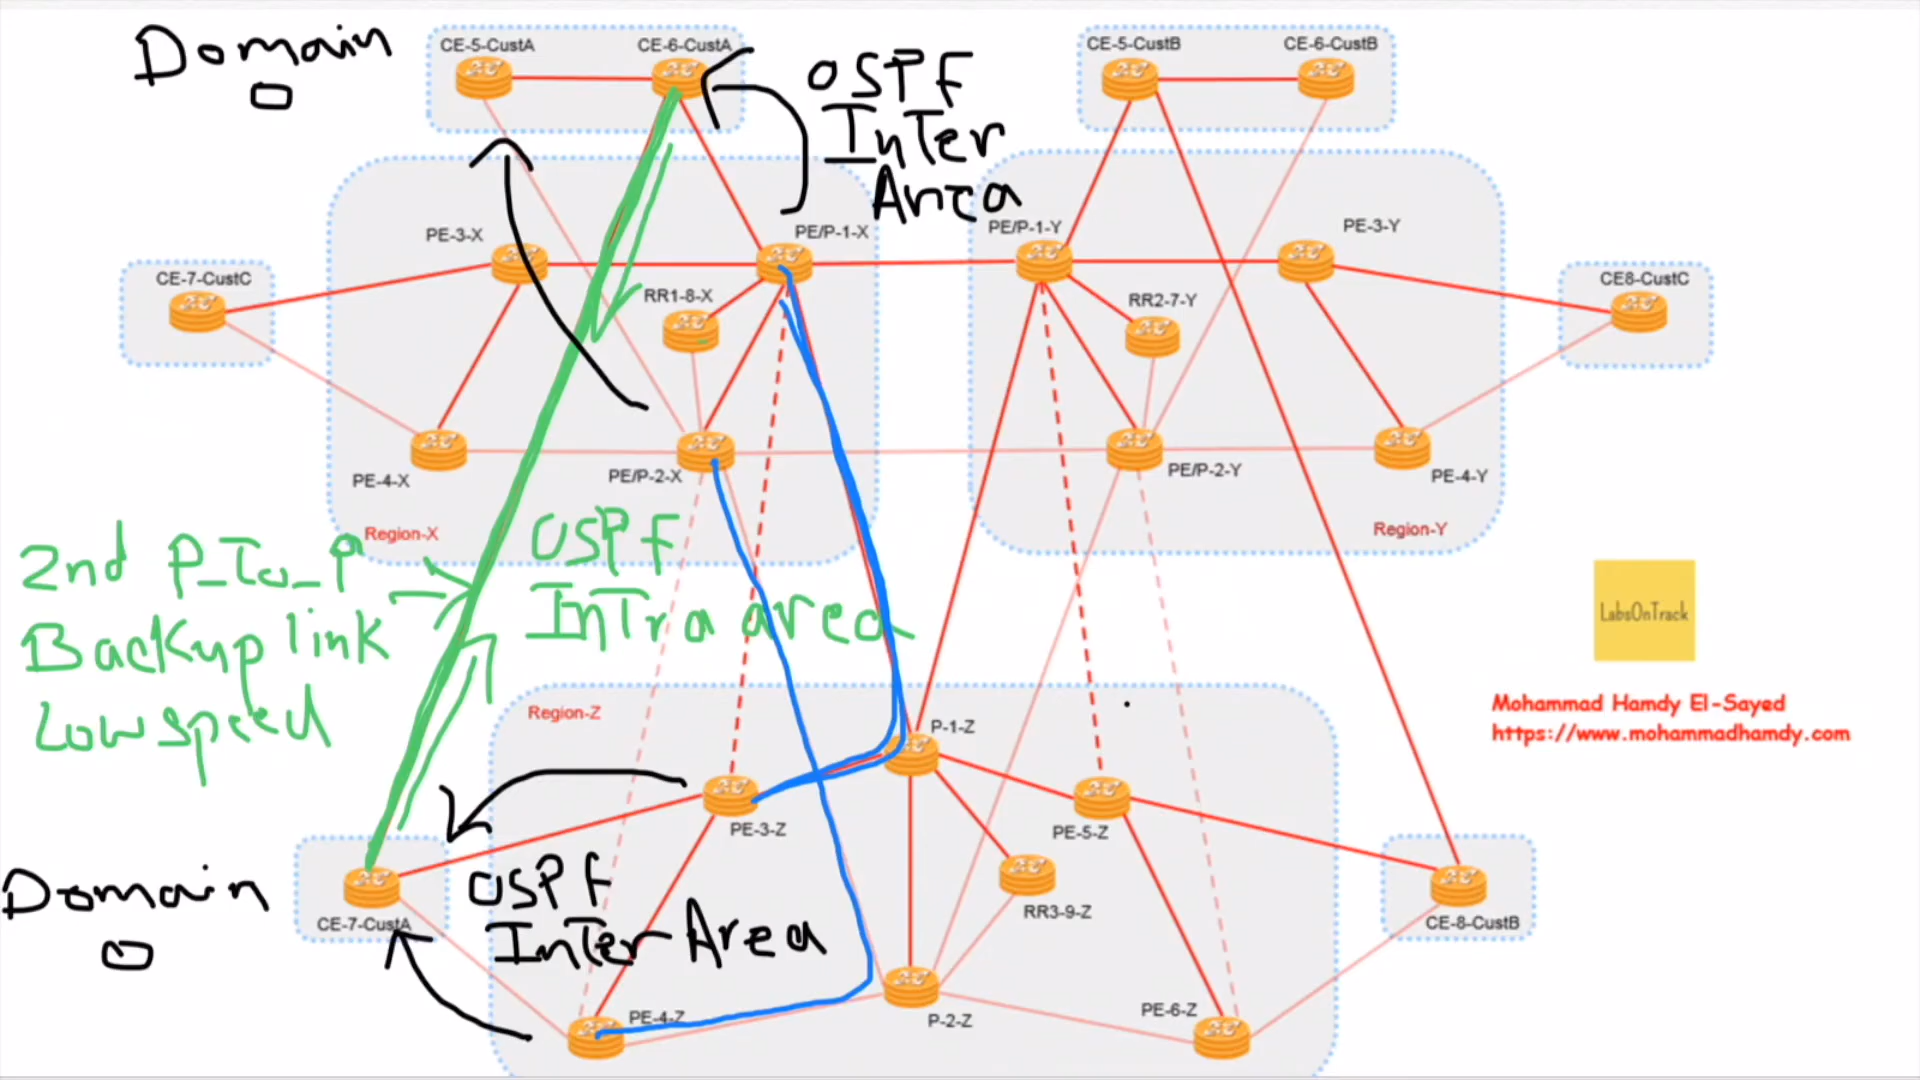 Domain
0
CE-5-CustA
CE-6-CustA
OSPF
Inter
Area
CE-5-CustB
CE-6-CustB
CE-7-CustC
PE-3-X
PE/P-1-X
RR1-8-X
PE-4-X
PE/P-2-X
Region-X
PE/P-1-Y
PE-3-Y
RR2-7-Y
PE/P-2-Y
PE-4-Y
Region-Y
CE8-CustC
2nd P_To_P
Backup link
Low speed
OSPF
Intra area
LabsOnTrack
Mohammad Hamdy El-Sayed
https://www.mohammadhamdy.com
Region-Z
P-1-Z
PE-3-Z
PE-5-Z
RR3-9-Z
P-2-Z
PE-4-Z
PE-6-Z
Domain
0
CE-7-CustA
OSPF
Inter Area
CE-8-CustB